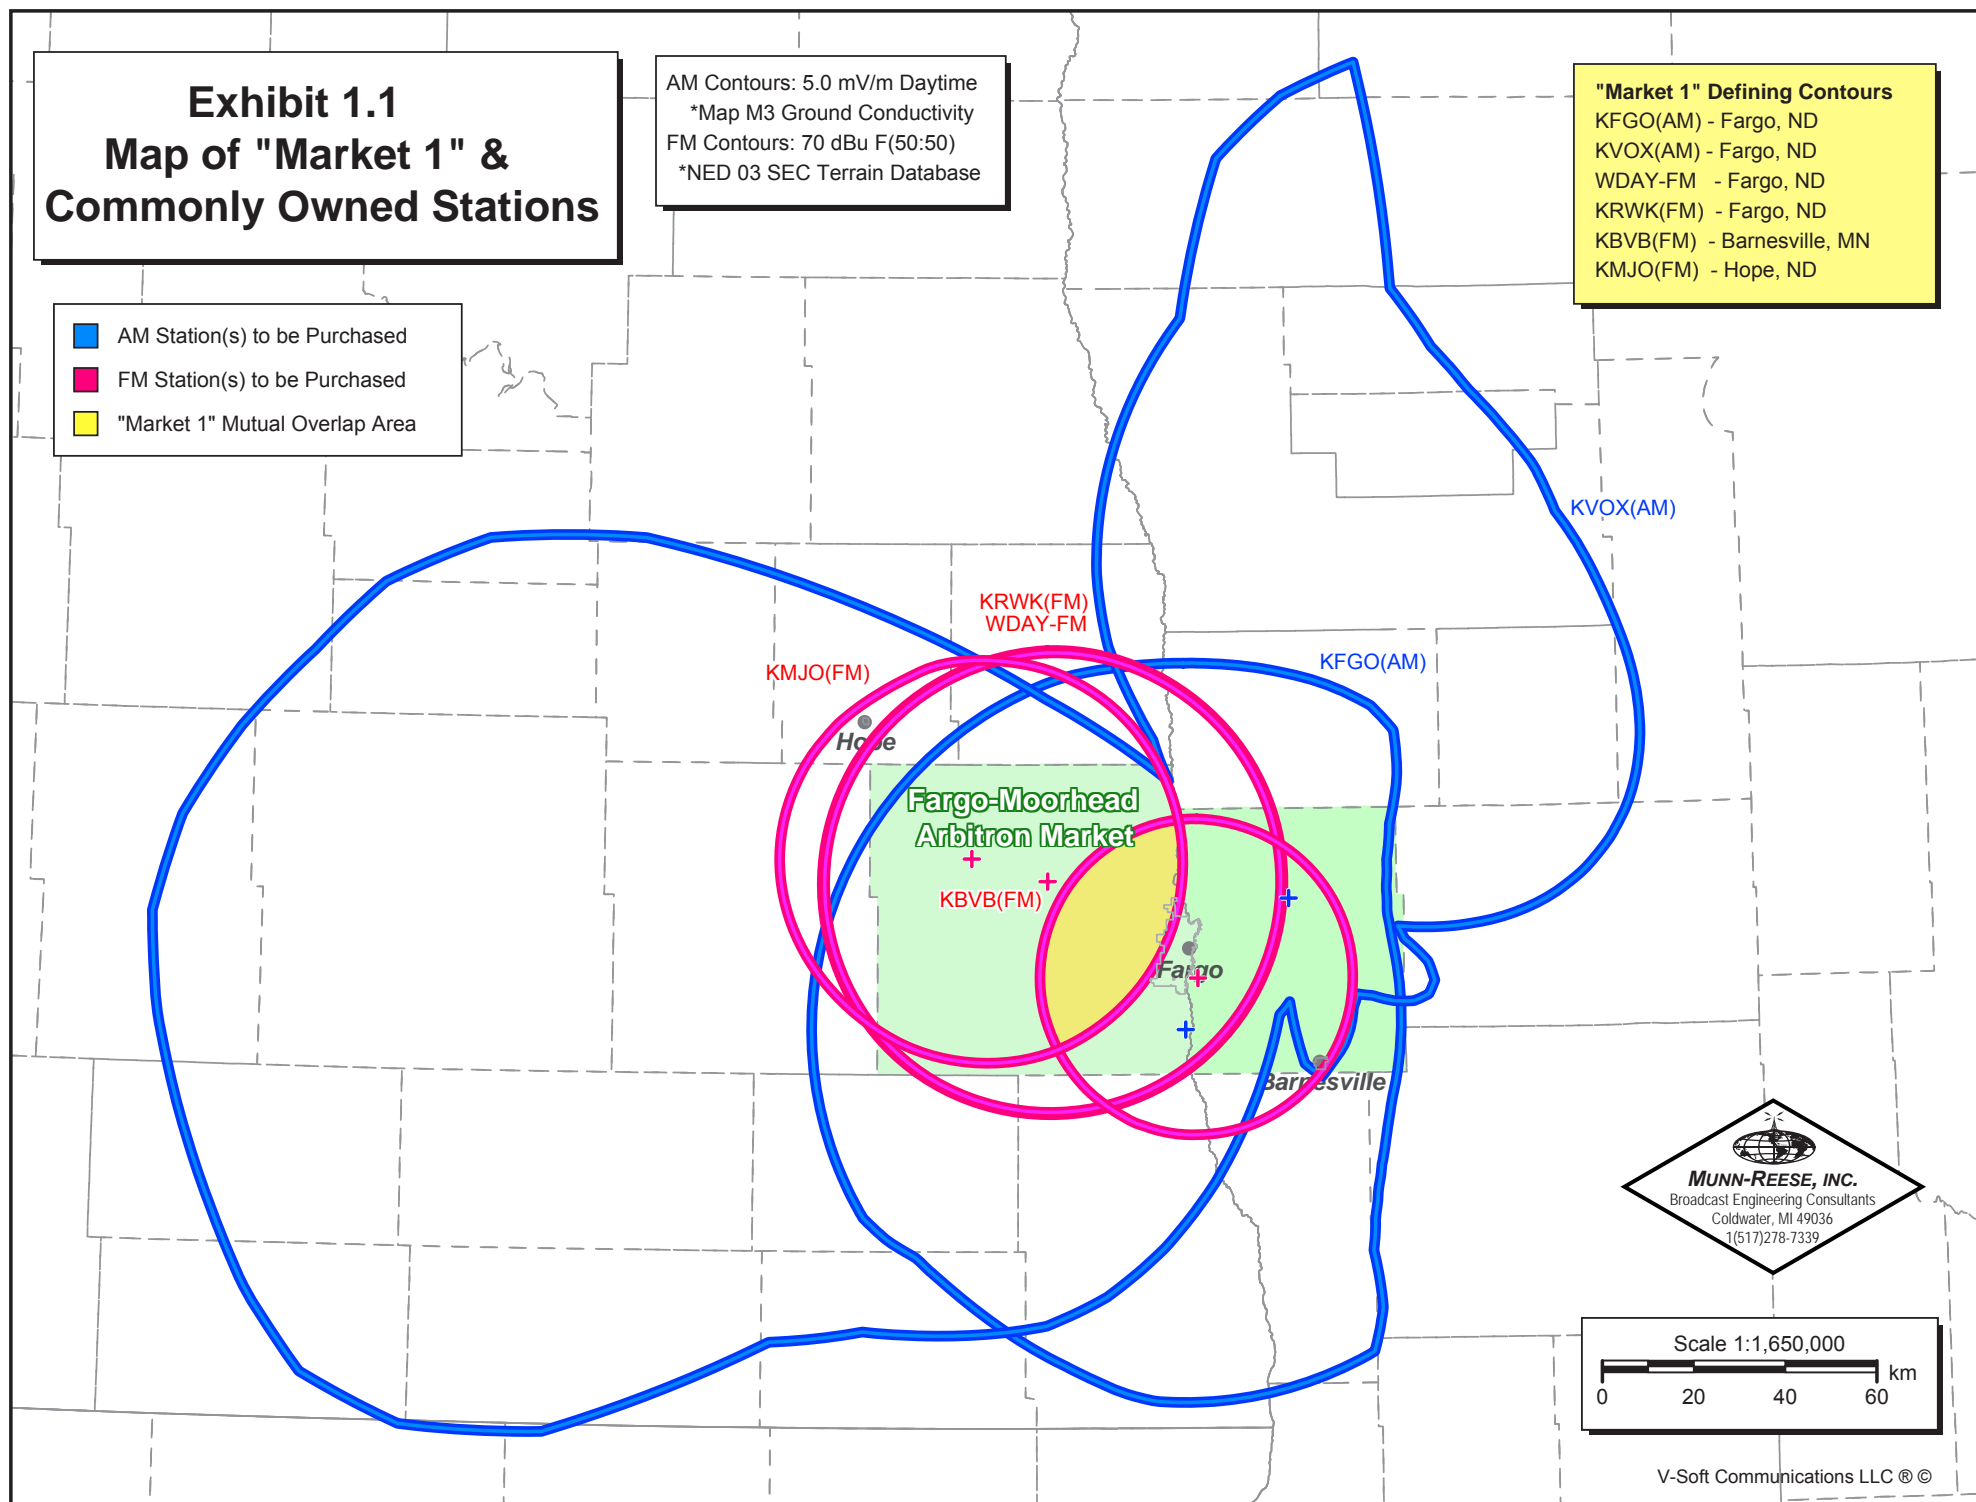 Exhibit 1.1
Map of "Market 1" &
Commonly Owned Stations
AM Contours: 5.0 mV/m Daytime
*Map M3 Ground Conductivity
FM Contours: 70 dBu F(50:50)
*NED 03 SEC Terrain Database
"Market 1" Defining Contours
KFGO(AM) - Fargo, ND
KVOX(AM) - Fargo, ND
WDAY-FM - Fargo, ND
KRWK(FM) - Fargo, ND
KBVB(FM) - Barnesville, MN
KMJO(FM) - Hope, ND
AM Station(s) to be Purchased
FM Station(s) to be Purchased
"Market 1" Mutual Overlap Area
KVOX(AM)
KRWK(FM)
WDAY-FM
KFGO(AM)
KMJO(FM)
Hope
Fargo-Moorhead
Arbitron Market
KBVB(FM)
Fargo
Barnesville
MUNN-REESE, INC.
Broadcast Engineering Consultants
Coldwater, MI 49036
1(517)278-7339
Scale 1:1,650,000
km
0 20 40 60
V-Soft Communications LLC ® ©